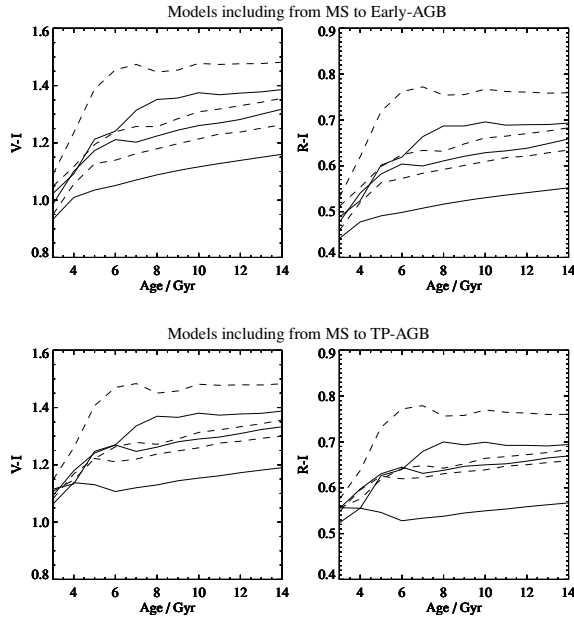 Models including from MS to Early-AGB
1.6
1.4
1.2
1.0
0.8
V-I
4 6 8 10 12 14
Age / Gyr
0.9
0.8
0.7
0.6
0.5
0.4
R-I
4 6 8 10 12 14
Age / Gyr
Models including from MS to TP-AGB
1.6
1.4
1.2
1.0
0.8
V-I
4 6 8 10 12 14
Age / Gyr
0.9
0.8
0.7
0.6
0.5
0.4
R-I
4 6 8 10 12 14
Age / Gyr